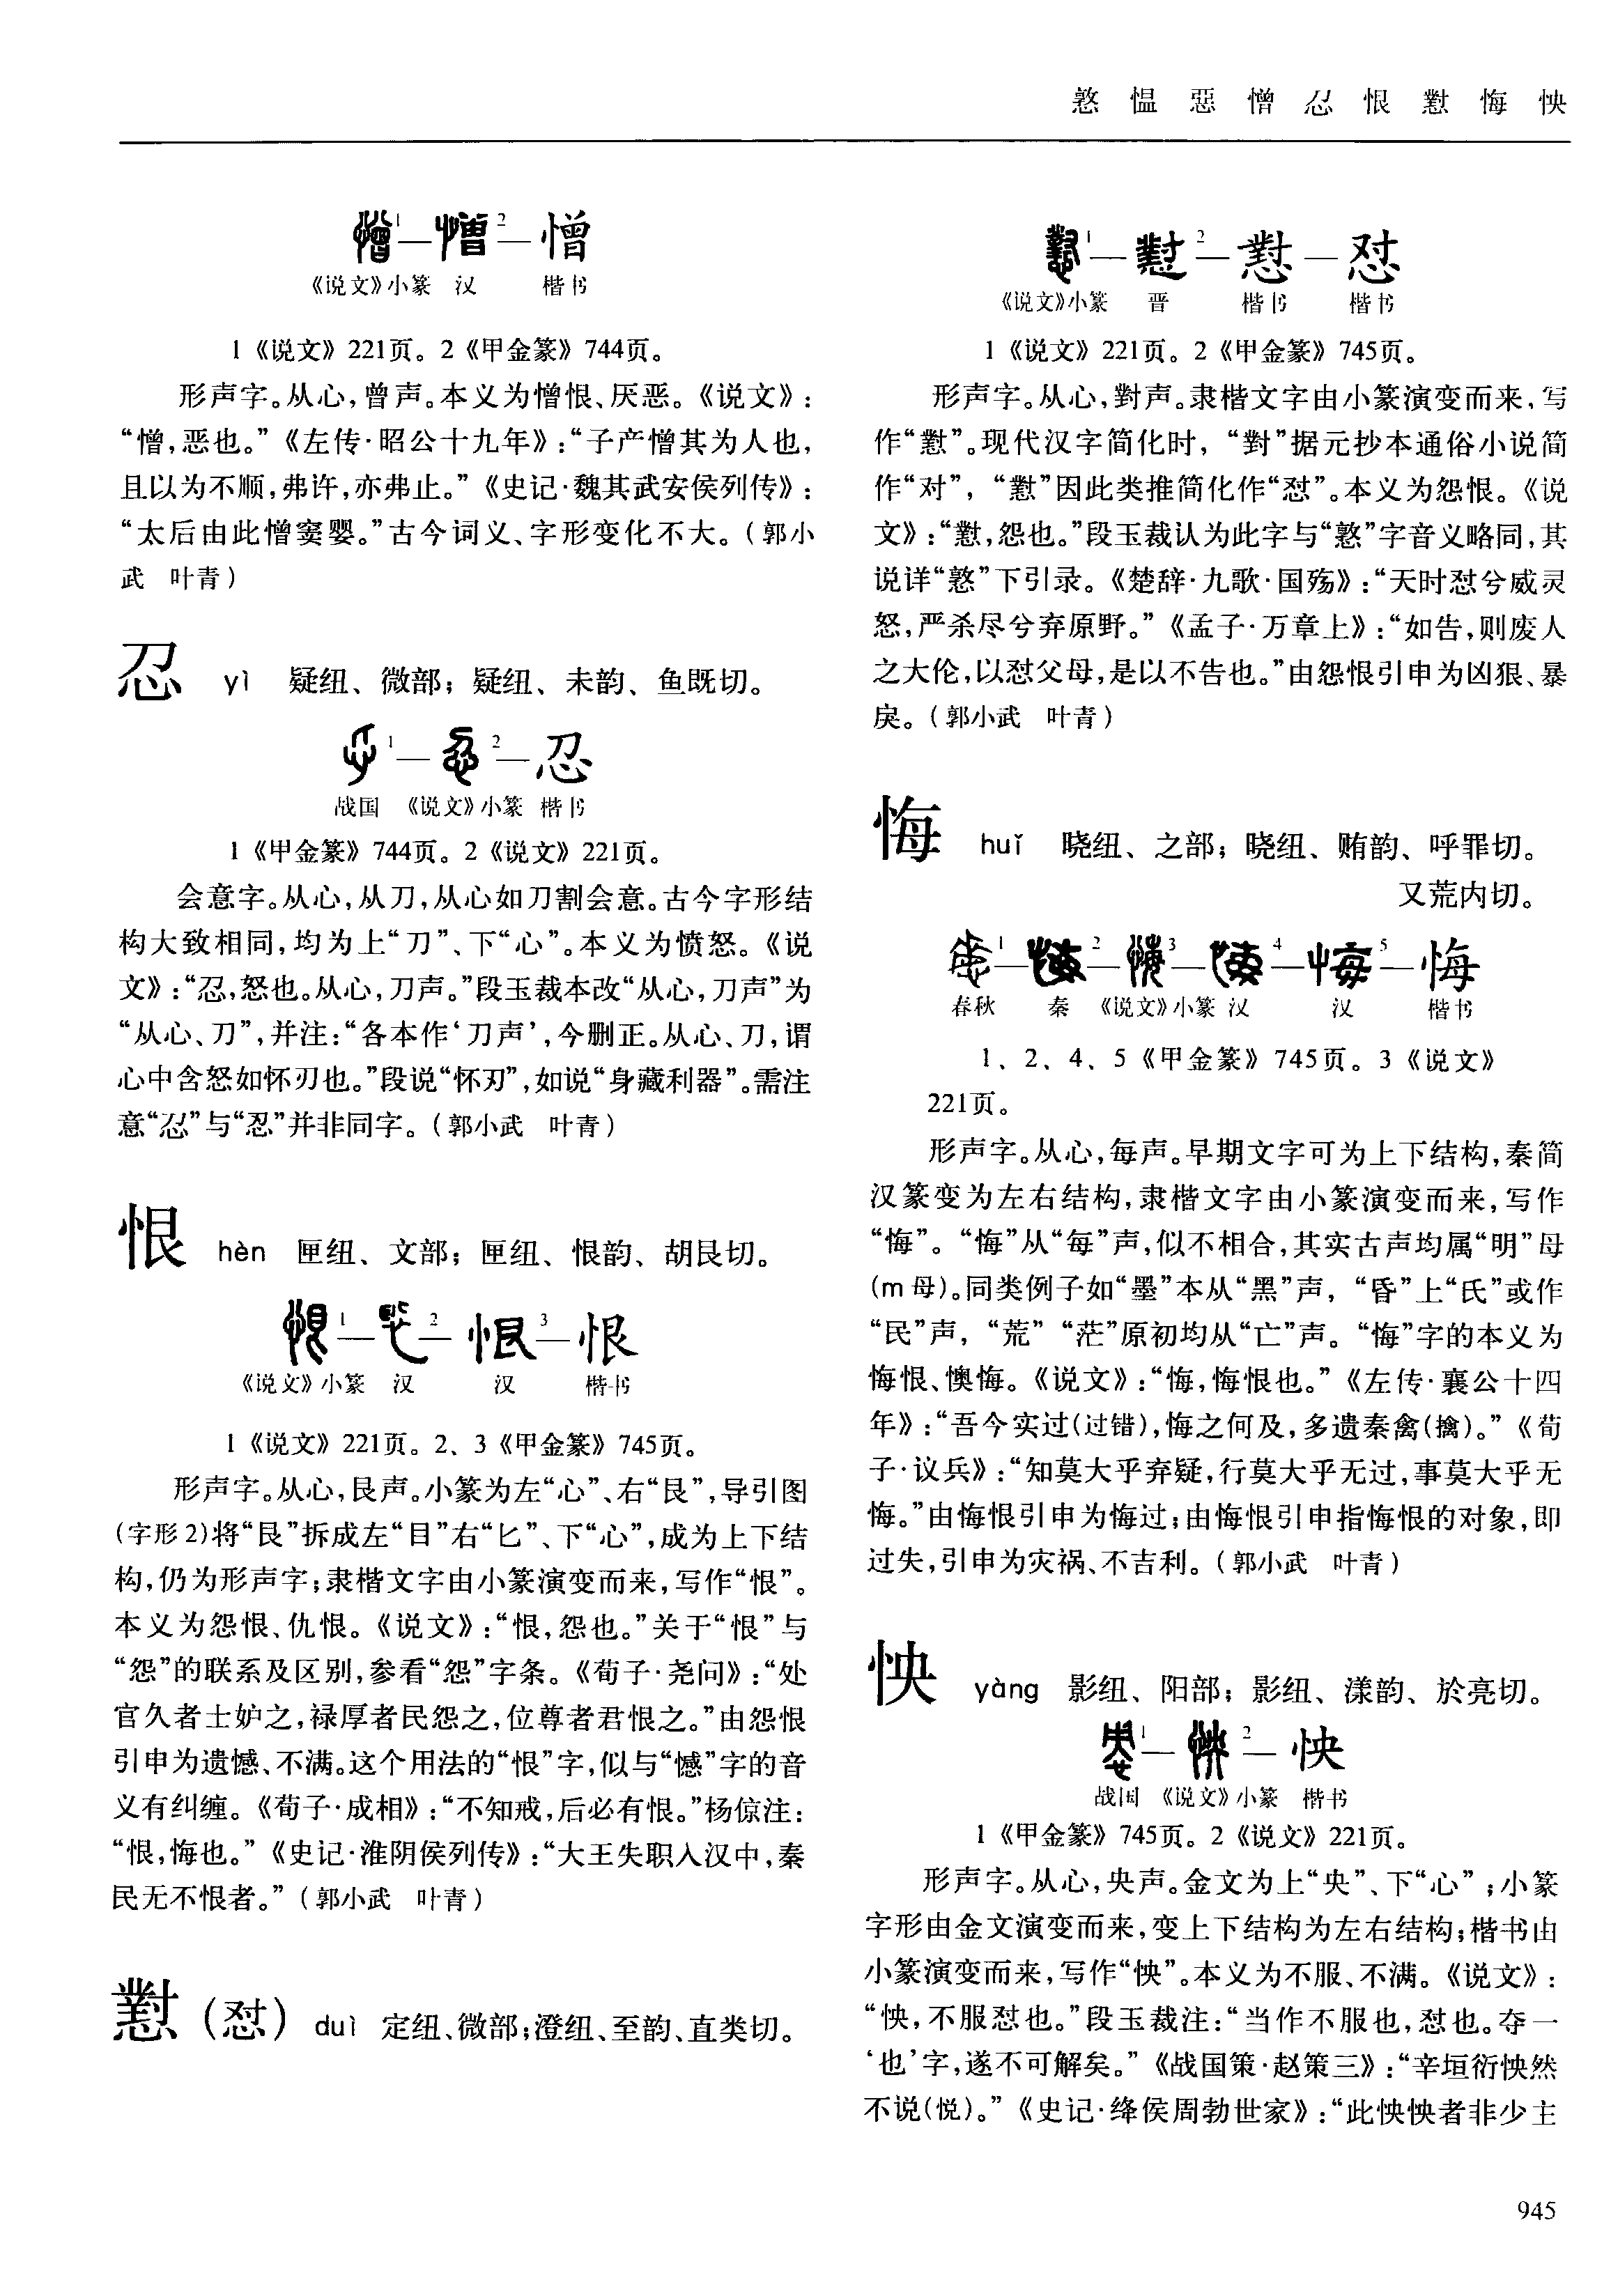 憝 愠 惡 憎 忍 恨 懟 悔 怏
憎1—憎2—憎
《说文》小篆 汉 楷书
1《说文》221页。2《甲金篆》744页。
形声字。从心,曾声。本义为憎恨、厌恶。《说文》:
“憎,恶也。”《左传·昭公十九年》:“子产憎其为人也,
且以为不顺,弗许,亦弗止。”《史记·魏其武安侯列传》:
“太后由此憎窦婴。”古今词义、字形变化不大。(郭小
武 叶青)
yì 疑纽、微部;疑纽、未韵、鱼既切。
战国 《说文》小篆 楷书
1《甲金篆》744页。2《说文》221页。
会意字。从心,从刀,从心如刀割会意。古今字形结
构大致相同,均为上“刀”、下“心”。本义为愤怒。《说
文》:“忍,怒也。从心,刀声。”段玉裁本改“从心,刀声”为
“从心、刀”,并注:“各本作‘刀声’,今删正。从心、刀,谓
心中含怒如怀刃也。”段说“怀刃”,如说“身藏利器”。需注
意“忍”与“忍”并非同字。(郭小武 叶青)
恨 hèn 匣纽、文部;匣纽、恨韵、胡艮切。
恨1—2—恨3—恨
《说文》小篆 汉 汉 楷书
1《说文》221页。2、3《甲金篆》745页。
形声字。从心,艮声。小篆为左“心”、右“艮”,导引图
(字形2)将“艮”拆成左“目”右“匕”、下“心”,成为上下结
构,仍为形声字;隶楷文字由小篆演变而来,写作“恨”。
本义为怨恨、仇恨。《说文》:“恨,怨也。”关于“恨”与
“怨”的联系及区别,参看“怨”字条。《荀子·尧问》:“处
官久者士妒之,禄厚者民怨之,位尊者君恨之。”由怨恨
引申为遗憾、不满。这个用法的“恨”字,似与“憾”字的音
义有纠缠。《荀子·成相》:“不知戒,后必有恨。”杨倞注:
“恨,悔也。”《史记·淮阴侯列传》:“大王失职入汉中,秦
民无不恨者。”(郭小武 叶青)
懟(怼) duì 定纽、微部;澄纽、至韵、直类切。
懟1—懟2—懟—怼
《说文》小篆 晋 楷书 楷书
1《说文》221页。2《甲金篆》745页。
形声字。从心,對声。隶楷文字由小篆演变而来,写
作“懟”。现代汉字简化时,“對”据元抄本通俗小说简
作“对”,“懟”因此类推简化作“怼”。本义为怨恨。《说
文》:“懟,怨也。”段玉裁认为此字与“憝”字音义略同,其
说详“憝”下引录。《楚辞·九歌·国殇》:“天时怼兮威灵
怒,严杀尽兮弃原野。”《孟子·万章上》:“如告,则废人
之大伦,以怼父母,是以不告也。”由怨恨引申为凶狠、暴
戾。(郭小武 叶青)
悔 huǐ 晓纽、之部;晓纽、贿韵、呼罪切。
又荒内切。
悔1—悔2—悔3—悔4—悔5—悔
春秋 秦 《说文》小篆 汉 汉 楷书
1、2、4、5《甲金篆》745页。3《说文》
221页。
形声字。从心,每声。早期文字可为上下结构,秦简
汉篆变为左右结构,隶楷文字由小篆演变而来,写作
“悔”。“悔”从“每”声,似不相合,其实古声均属“明”母
(m母)。同类例子如“墨”本从“黑”声,“昏”上“氏”或作
“民”声,“荒”“茫”原初均从“亡”声。“悔”字的本义为
悔恨、懊悔。《说文》:“悔,悔恨也。”《左传·襄公十四
年》:“吾今实过(过错),悔之何及,多遗秦禽(擒)。”《荀
子·议兵》:“知莫大乎弃疑,行莫大乎无过,事莫大乎无
悔。”由悔恨引申为悔过;由悔恨引申指悔恨的对象,即
过失,引申为灾祸、不吉利。(郭小武 叶青)
怏 yàng 影纽、阳部;影纽、漾韵、於亮切。
怏1—怏2—怏
战国 《说文》小篆 楷书
1《甲金篆》745页。2《说文》221页。
形声字。从心,央声。金文为上“央”、下“心”;小篆
字形由金文演变而来,变上下结构为左右结构;楷书由
小篆演变而来,写作“怏”。本义为不服、不满。《说文》:
“怏,不服怼也。”段玉裁注:“当作不服也,怼也。夺一
‘也’字,遂不可解矣。”《战国策·赵策三》:“辛垣衍怏然
不说(悦)。”《史记·绛侯周勃世家》:“此怏怏者非少主
945